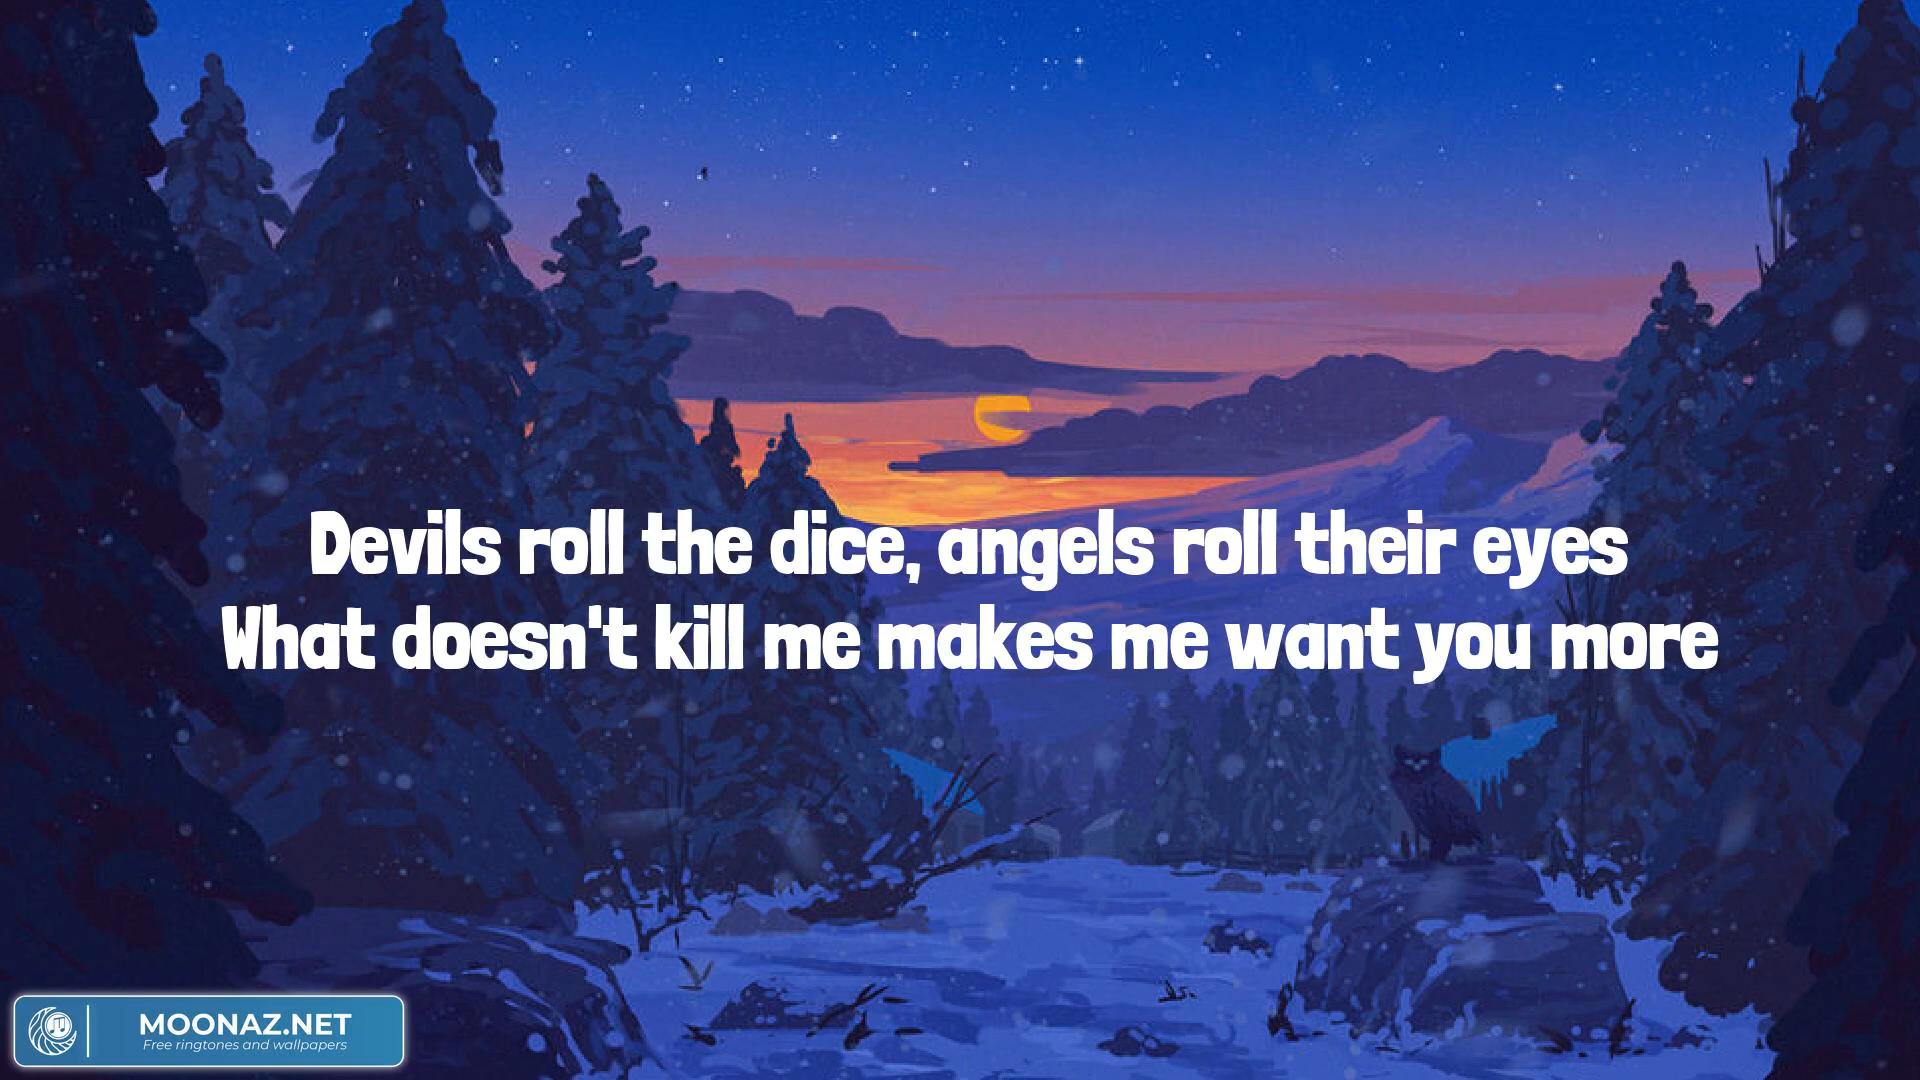 Devils roll the dice, angels roll their eyes
What doesn't kill me makes me want you more
MOONAZ.NET
Free ringtones and wallpapers